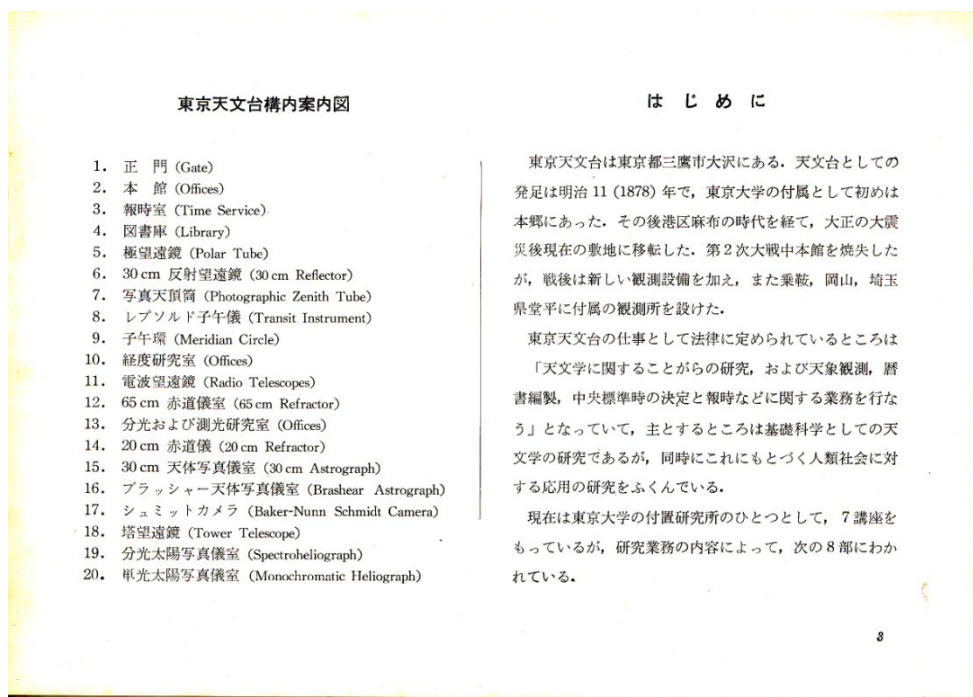 東京天文台構内案内図
1. 正 門 (Gate)
2. 本 館 (Offices)
3. 報時室 (Time Service)
4. 図書庫 (Library)
5. 極望遠鏡 (Polar Tube)
6. 30 cm 反射望遠鏡 (30 cm Reflector)
7. 写真天頂筒 (Photographic Zenith Tube)
8. レプソルド子午儀 (Transit Instrument)
9. 子午環 (Meridian Circle)
10. 経度研究室 (Offices)
11. 電波望遠鏡 (Radio Telescopes)
12. 65 cm 赤道儀室 (65 cm Refractor)
13. 分光および測光研究室 (Offices)
14. 20 cm 赤道儀 (20 cm Refractor)
15. 30 cm 天体写真儀室 (30 cm Astrograph)
16. ブラッシャー天体写真儀室 (Brashear Astrograph)
17. シュミットカメラ (Baker-Nunn Schmidt Camera)
18. 塔望遠鏡 (Tower Telescope)
19. 分光太陽写真儀室 (Spectroheliograph)
20. 単光太陽写真儀室 (Monochromatic Heliograph)
はじめに
東京天文台は東京都三鷹市大沢にある．天文台としての
発足は明治 11 (1878) 年で，東京大学の付属として初めは
本郷にあった．その後港区麻布の時代を経て，大正の大震
災後現在の敷地に移転した．第2次大戦中本館を焼失した
が，戦後は新しい観測設備を加え，また乗鞍，岡山，埼玉
県堂平に付属の観測所を設けた．
東京天文台の仕事として法律に定められているところは
「天文学に関することがらの研究，および天象観測，暦
書編製，中央標準時の決定と報時などに関する業務を行な
う」となっていて，主とするところは基礎科学としての天
文学の研究であるが，同時にこれにもとづく人類社会に対
する応用の研究をふくんでいる．
現在は東京大学の付置研究所のひとつとして，7講座を
もっているが，研究業務の内容によって，次の8部にわか
れている．
3